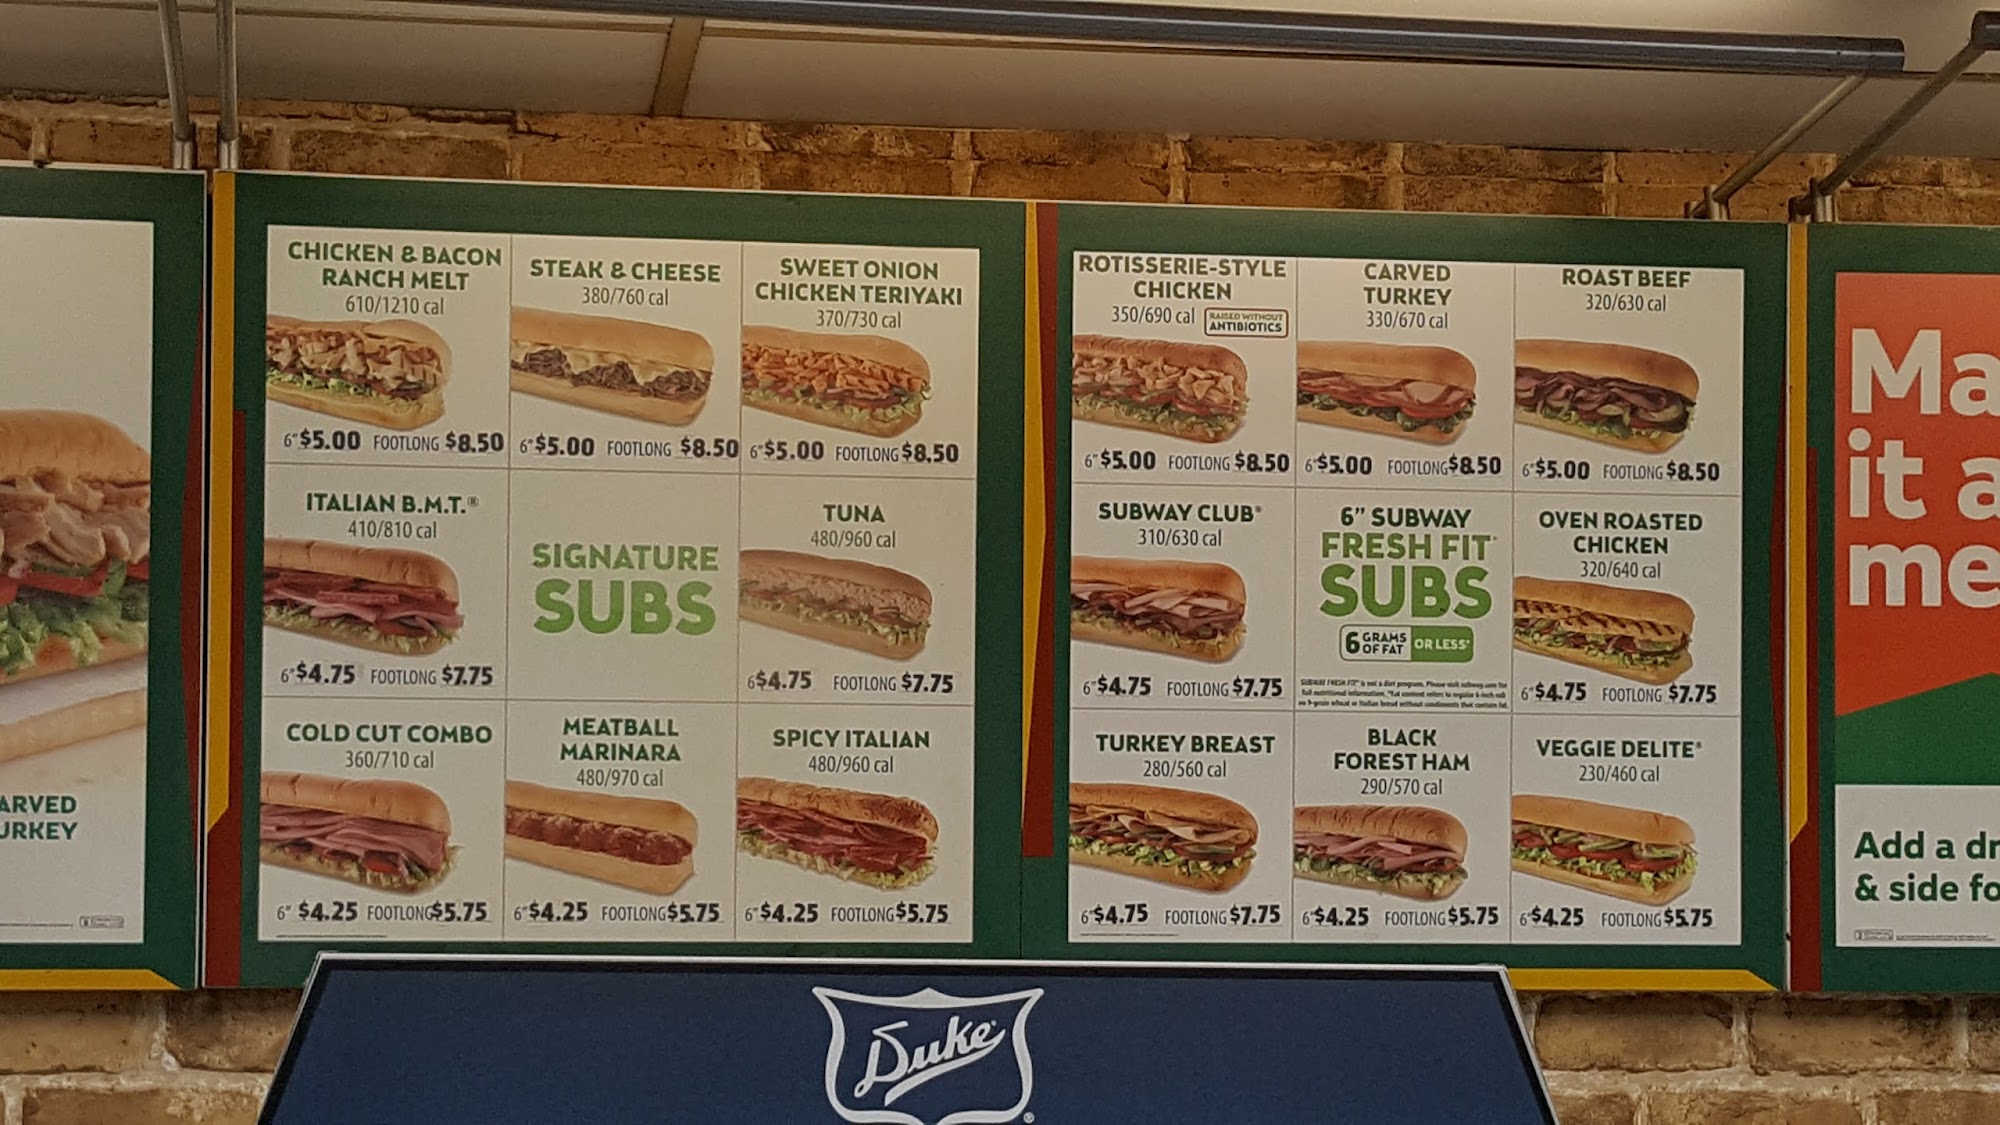 CHICKEN & BACON
RANCH MELT
610/1210 cal
6" $5.00 FOOTLONG $8.50
STEAK & CHEESE
380/760 cal
6" $5.00 FOOTLONG $8.50
SWEET ONION
CHICKEN TERIYAKI
370/730 cal
6" $5.00 FOOTLONG $8.50
ITALIAN B.M.T.®
410/810 cal
6" $4.75 FOOTLONG $7.75
SIGNATURE
SUBS
TUNA
480/960 cal
6 $4.75 FOOTLONG $7.75
COLD CUT COMBO
360/710 cal
6" $4.25 FOOTLONG $5.75
MEATBALL
MARINARA
480/970 cal
6" $4.25 FOOTLONG $5.75
SPICY ITALIAN
480/960 cal
6" $4.25 FOOTLONG $5.75
ROTISSERIE-STYLE
CHICKEN
350/690 cal
RAISED WITHOUT
ANTIBIOTICS
6" $5.00 FOOTLONG $8.50
CARVED
TURKEY
330/670 cal
6" $5.00 FOOTLONG $8.50
ROAST BEEF
320/630 cal
6" $5.00 FOOTLONG $8.50
SUBWAY CLUB®
310/630 cal
6" $4.75 FOOTLONG $7.75
6" SUBWAY
FRESH FIT
SUBS
6 GRAMS
OF FAT OR LESS*
OVEN ROASTED
CHICKEN
320/640 cal
6" $4.75 FOOTLONG $7.75
TURKEY BREAST
280/560 cal
6" $4.75 FOOTLONG $7.75
BLACK
FOREST HAM
290/570 cal
6" $4.25 FOOTLONG $5.75
VEGGIE DELITE®
230/460 cal
6" $4.25 FOOTLONG $5.75
ARVED
URKEY
Ma
it a
me
Add a dr
& side fo
Duke®